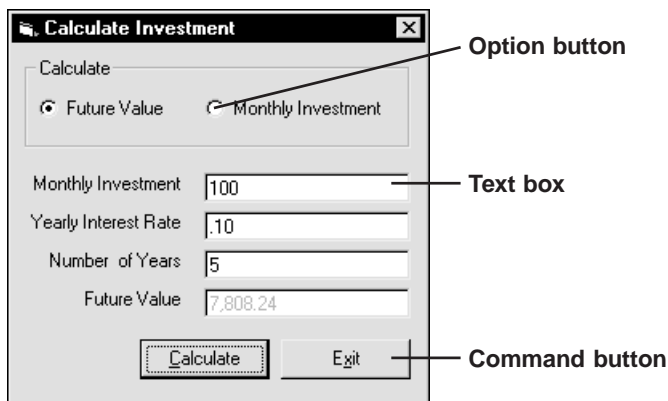 Calculate Investment
Option button
Calculate
Future Value
Monthly Investment
Monthly Investment 100
Text box
Yearly Interest Rate .10
Number of Years 5
Future Value 7,808.24
Calculate
Exit
Command button